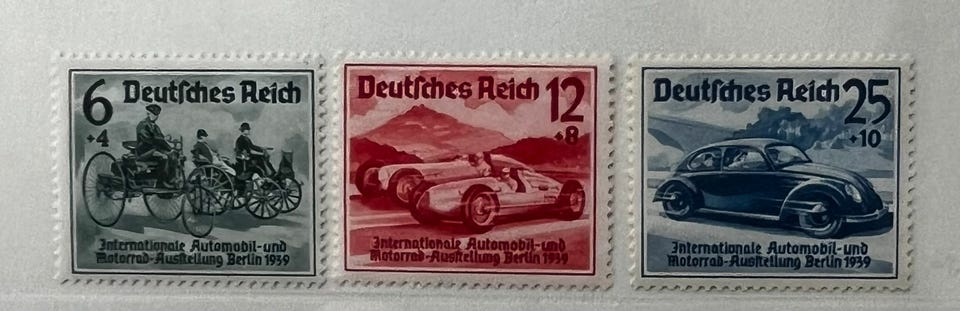 6 Deutsches Reich
+4
Internationale Automobil-und
Motorrad-Ausstellung Berlin 1939
Deutsches Reich 12
+8
Internationale Automobil-und
Motorrad-Ausstellung Berlin 1939
Deutsches Reich 25
+10
Internationale Automobil-und
Motorrad-Ausstellung Berlin 1939